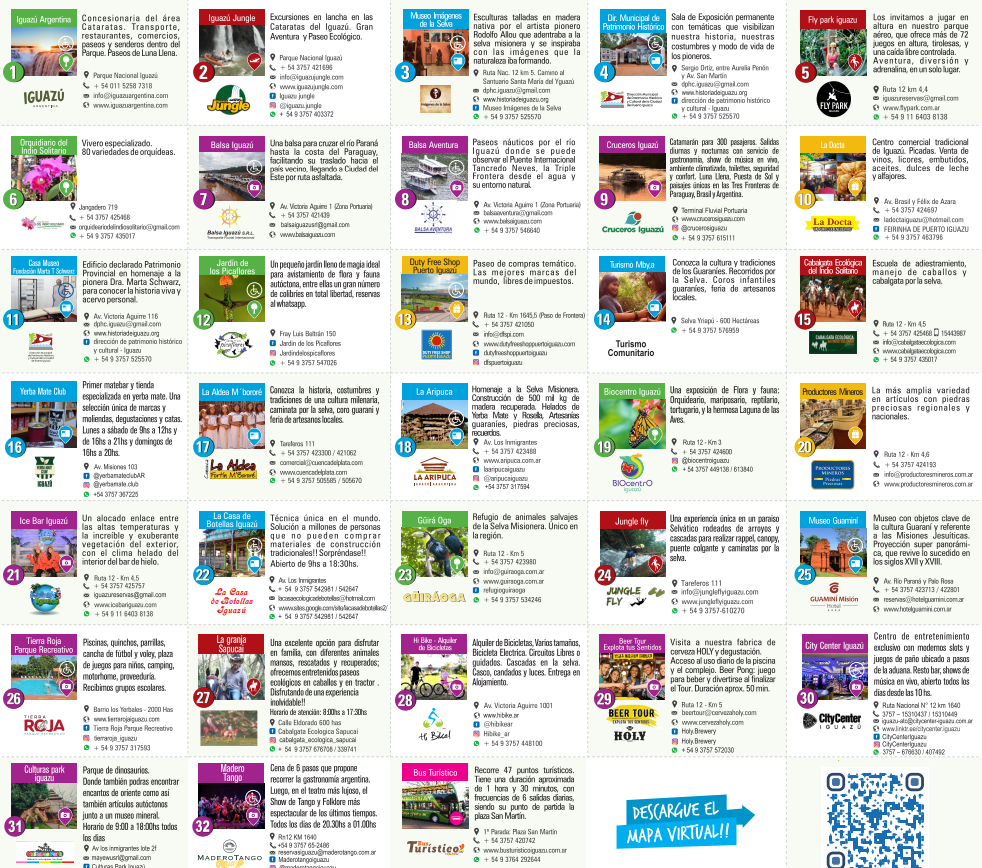 Iguazú Argentina
Concesionaria del área
Cataratas. Transporte,
restaurantes, comercios,
paseos y senderos dentro del
Parque. Paseos de Luna Llena.
1
IGUAZÚ
Parque Nacional Iguazú
+ 54 011 5258 7318
info@iguazuargentina.com
www.iguazuargentina.com
Iguazú Jungle
Excursiones en lancha en las
Cataratas del Iguazú. Gran
Aventura y Paseo Ecológico.
2
Jungle
Parque Nacional Iguazú
+ 54 3757 421696
info@iguazujungle.com
www.iguazujungle.com
Iguazu jungle
@iguazu.jungle
+ 54 9 3757 403372
Museo Imágenes
de la Selva
Esculturas talladas en madera
nativa por el artista pionero
Rodolfo Allou que adentraba a la
selva misionera y se inspiraba
con las imágenes que la
naturaleza iba formando.
3
Ruta Nac. 12 km 5. Camino al
Santuario Santa María del Yguazú
dphc.iguazu@gmail.com
www.historiadeiguazu.org
Museo Imágenes de la Selva
+ 54 9 3757 525570
Dir. Municipal de
Patrimonio Histórico
Sala de Exposición permanente
con temáticas que visibilizan
nuestra historia, nuestras
costumbres y modo de vida de
los pioneros.
4
Sergio Ortiz, entre Aurelia Penón
y Av. San Martín
dphc.iguazu@gmail.com
www.historiadeiguazu.org
dirección de patrimonio histórico
y cultural - Iguazu
+ 54 9 3757 525570
Fly park iguazu
Los invitamos a jugar en
altura en nuestro parque
aéreo, que ofrece más de 72
juegos en altura, tirolesas, y
una caída libre controlada.
Aventura, diversión y
adrenalina, en un solo lugar.
5
FLY PARK
Ruta 12 km 4,4
iguazureservas@gmail.com
www.flypark.com.ar
+ 54 9 11 6403 8138
Orquidiario del
Indio Solitario
Vivero especializado.
80 variedades de orquídeas.
6
Jangadero 719
+ 54 3757 425468
orquideariodelindiosolitario@gmail.com
+ 54 9 3757 435017
Balsa Iguazú
Una balsa para cruzar el río Paraná
hasta la costa del Paraguay,
facilitando su traslado hacia el
país vecino, llegando a Ciudad del
Este por ruta asfaltada.
7
Balsa Iguazú S.R.L
Av. Victoria Aguirre 1 (Zona Portuaria)
+ 54 3757 421439
balsaiguazusrl@gmail.com
www.balsaiguazu.com
Balsa Aventura
Paseos náuticos por el río
Iguazú donde se puede
observar el Puente Internacional
Tancredo Neves, la Triple
Frontera desde el agua y
su entorno natural.
8
BALSA AVENTURA
Av. Victoria Aguirre 1 (Zona Portuaria)
balsaaventura@gmail.com
www.balsaiguazu.com
+ 54 9 3757 546640
Cruceros Iguazú
Catamarán para 300 pasajeros. Salidas
diurnas y nocturnas con servicio de
gastronomía, show de música en vivo,
ambiente climatizado, toilettes, seguridad
y confort. Luna Llena, Puesta de Sol y
paisajes únicos en las Tres Fronteras de
Paraguay, Brasil y Argentina.
9
Cruceros Iguazú
Terminal Fluvial Portuaria
www.crucerosiguazu.com
@crucerosiguazu
+ 54 9 3757 615111
La Docta
Centro comercial tradicional
de Iguazú. Picadas. Venta de
vinos, licores, embutidos,
aceites. dulces de leche
y alfajores.
10
La Docta
Av. Brasil y Félix de Azara
+ 54 3757 424697
ladoctaiguazu@hotmail.com
FEIRINHA DE PUERTO IGUAZÚ
+ 54 9 3757 463796
Casa Museo
Fundación Marta T Schwarz
Edificio declarado Patrimonio
Provincial en homenaje a la
pionera Dra. Marta Schwarz,
para conocer la historia viva y
acervo personal.
11
Av. Victoria Aguirre 116
dphc.iguazu@gmail.com
www.historiadeiguazu.org
dirección de patrimonio histórico
y cultural - Iguazu
+ 54 9 3757 525570
Jardín de
los Picaflores
Un pequeño jardín lleno de magia ideal
para avistamiento de flora y fauna
autóctona, entre ellas un gran número
de colibries en total libertad, reservas
al whatsapp.
12
Fray Luis Beltrán 150
Jardín de los Picaflores
Jardindelospicaflores
+ 54 9 3757 547026
Duty Free Shop
Puerto Iguazú
Paseo de compras temático.
Las mejores marcas del
mundo, libres de impuestos.
13
DUTY FREE SHOP
Ruta 12 - Km 1645,5 (Paso de Frontera)
+ 54 3757 421050
info@dfspi.com
www.dutyfreeshoppuertoiguazu.com
dutyfreeshoppuertoiguazu
dfspuertoiguazu
Turismo Mby,a
Conozca la cultura y tradiciones
de los Guaraníes. Recorridos por
la Selva. Coros infantiles
guaraníes, feria de artesanos
locales.
14
Turismo
Comunitario
Selva Yriapú - 600 Hectáreas
+ 54 9 3757 576959
Cabalgata Ecológica
del Indio Solitario
Escuela de adiestramiento,
manejo de caballos y
cabalgata por la selva.
15
Ruta 12 - Km 4,5
+ 54 3757 425468 15443987
info@cabalgataecologica.com
www.cabalgataecologica.com
+ 54 9 3757 435017
Yerba Mate Club
Primer matebar y tienda
especializada en yerba mate. Una
selección única de marcas y
moliendas, degustaciones y catas.
Lunes a sábado de 9hs a 12hs y
de 16hs a 21hs y domingos de
16hs a 20hs.
16
Av. Misiones 103
@yerbamateclubAR
@yerbamate.club
+54 3757 367225
La Aldea M´bororé
Conozca la historia, costumbres y
tradiciones de una cultura milenaria,
caminata por la selva, coro guaraní y
feria de artesanos locales.
17
La Aldea
Fortín M'Bororé
Tareferos 111
+ 54 3757 423300 / 421062
comercial@cuencadelplata.com
www.cuencadelplata.com
+ 54 9 3757 505585 / 505670
La Aripuca
Homenaje a la Selva Misionera.
Construcción de 500 mil kg de
madera recuperada. Helados de
Yerba Mate y Rosella, Artesanías
guaraníes, piedras preciosas,
recuerdos.
18
LA ARIPUCA
Av. Los Inmigrantes
+ 54 3757 423488
www.aripuca.com.ar
laaripucaiguazu
@aripucaiguazu
+54 3757 317594
Biocentro Iguazú
Una exposición de Flora y fauna:
Orquideario, mariposario, reptilario,
tortugario, y la hermosa Laguna de las
Aves.
19
BIOcentrO
Iguazú
Ruta 12 - Km 3
+ 54 3757 424600
@biocentroiguazu
+ 54 9 3757 449138 / 613840
Productores Mineros
La más amplia variedad
en artículos con piedras
preciosas regionales y
nacionales.
20
PRODUCTORES
MINEROS
Piedras
Preciosas
Ruta 12 - Km 4,6
+ 54 3757 424193
info@productoresmineros.com.ar
www.productoresmineros.com.ar
Ice Bar Iguazú
Un alocado enlace entre
las altas temperaturas y
la increíble y exuberante
vegetación del exterior,
con el clima helado del
interior del bar de hielo.
21
Ruta 12 - Km 4,5
+ 54 3757 425757
iguazureservas@gmail.com
www.icebariguazu.com
+ 54 9 11 6403 8138
La Casa de
Botellas Iguazú
Técnica única en el mundo.
Solución a millones de personas
que no pueden comprar
materiales de construcción
tradicionales!! Sorpréndase!!
Abierto de 9hs a 18:30hs.
22
La Casa
de Botellas
Iguazú
Av. Los Inmigrantes
+ 54 9 3757 542981 / 542647
lacasaecologicadebotellas@hotmail.com
www.sites.google.com/site/lacasadebotellas2/
+ 54 9 3757 542981 / 542647
Güirá Oga
Refugio de animales salvajes
de la Selva Misionera. Unico en
la región.
23
GÜIRÁOGA
Ruta 12 - Km 5
+ 54 3757 423980
info@guiraoga.com.ar
www.guiraoga.com.ar
refugioguiraoga
+ 54 9 3757 534246
Jungle fly
Una experiencia única en un paraíso
Selvático rodeados de arroyos y
cascadas para realizar rappel, canopy,
puente colgante y caminatas por la
selva.
24
JUNGLE
FLY
Tareferos 111
info@jungleflyiguazu.com
www.jungleflyiguazu.com
+ 54 9 3757-610270
Museo Guaminí
Museo con objetos clave de
la cultura Guaraní y referente
a las Misiones Jesuíticas.
Proyección super panorámi-
ca, que revive lo sucedido en
los siglos XVII y XVIII.
25
GUAMINÍ Misión
Hotel
Av. Río Paraná y Palo Rosa
+ 54 3757 423713 / 422801
reservas@hotelguamini.com.ar
www.hotelguamini.com.ar
Tierra Roja
Parque Recreativo
Piscinas, quinchos, parrillas,
cancha de fútbol y voley, plaza
de juegos para niños, camping,
motorhome, proveduria.
Recibimos grupos escolares.
26
TIERRA
ROJA
Barrio los Yerbales - 2000 Has
www.tierrarojaiguazu.com
Tierra Roja Parque Recreativo
tierraroja_iguazu
+ 54 9 3757 317593
La granja
Sapucai
Una excelente opción para disfrutar
en familia, con diferentes animales
mansos, rescatados y recuperados;
ofrecemos entretenidos paseos
ecológicos en caballos y en tractor .
Disfrutando de una experiencia
inolvidable!!
Horario de atención: 8:00hs a 17:30hs
27
Calle Eldorado 600 has
Cabalgata Ecologica Sapucai
cabalgata_ecologica_sapucai
+ 54 9 3757 676708 / 339741
Hi Bike - Alquiler
de Bicicletas
Alquiler de Bicicletas, Varios tamaños,
Bicicleta Electrica. Circuitos Libres o
guidados. Cascadas en la selva.
Casco, candados y luces. Entrega en
Alojamiento.
28
Hi Bike!
Av. Victoria Aguirre 1001
www.hibike.ar
@hibikear
Hibike_ar
+ 54 9 3757 448100
Beer Tour
Explota tus Sentidos
Visita a nuestra fabrica de
cerveza HOLY y degustación.
Acceso al uso diario de la piscina
y el complejo. Beer Pong: juego
para beber y divertirse al finalizar
el Tour. Duración aprox. 50 min.
29
BEER TOUR
HOLY
Ruta 12 - Km 5
beertour@cervezaholy.com
www.cervezaholy.com
Holy.Brewery
Holy.Brewery
+54 9 3757 572030
City Center Iguazú
Centro de entretenimiento
exclusivo con modernos slots y
juegos de paño ubicado a pasos
de la aduana. Resto bar, shows de
música en vivo, abierto todos los
días desde las 10 hs.
30
CityCenter
IGUAZÚ
Ruta Nacional N° 12 km 1640
3757 – 15310437 / 15310449
iguazu-atc@citycenter-iguazu.com.ar
www.linktr.ee/citycenter.iguazu
CityCenterIguazu
CityCenterIguazu
3757 – 676630 / 407492
Culturas park
iguazu
Parque de dinosaurios.
Donde también podras encontrar
encantos de oriente como así
también artículos autóctonos
junto a un museo mineral.
Horario de 9:00 a 18:00hs todos
los dias
31
Av los inmigrantes lote 2f
mayewusrl@gmail.com
Culturas Park Iguazú
Madero
Tango
Cena de 6 pasos que propone
recorrer la gastronomía argentina.
Luego, en el teatro más lujoso, el
Show de Tango y Folklore más
espectacular de los últimos tiempos.
Todos los días de 20.30hs a 01.00hs
32
MADEROTANGO
Rn12 KM 1640
+54 9 3757 65-2486
reservasiguazu@maderotango.com.ar
Maderotangoiguazu
Bus Turístico
Recorre 47 puntos turísticos.
Tiene una duración aproximada
de 1 hora y 30 minutos, con
frecuencias de 6 salidas diarias,
siendo su punto de partida la
plaza San Martín.
Bus
Turístico
1º Parada: Plaza San Martín
+ 54 3757 420742
www.busturisticoiguazu.com.ar
+ 54 9 3764 292644
DESCARGUE EL
MAPA VIRTUAL!!